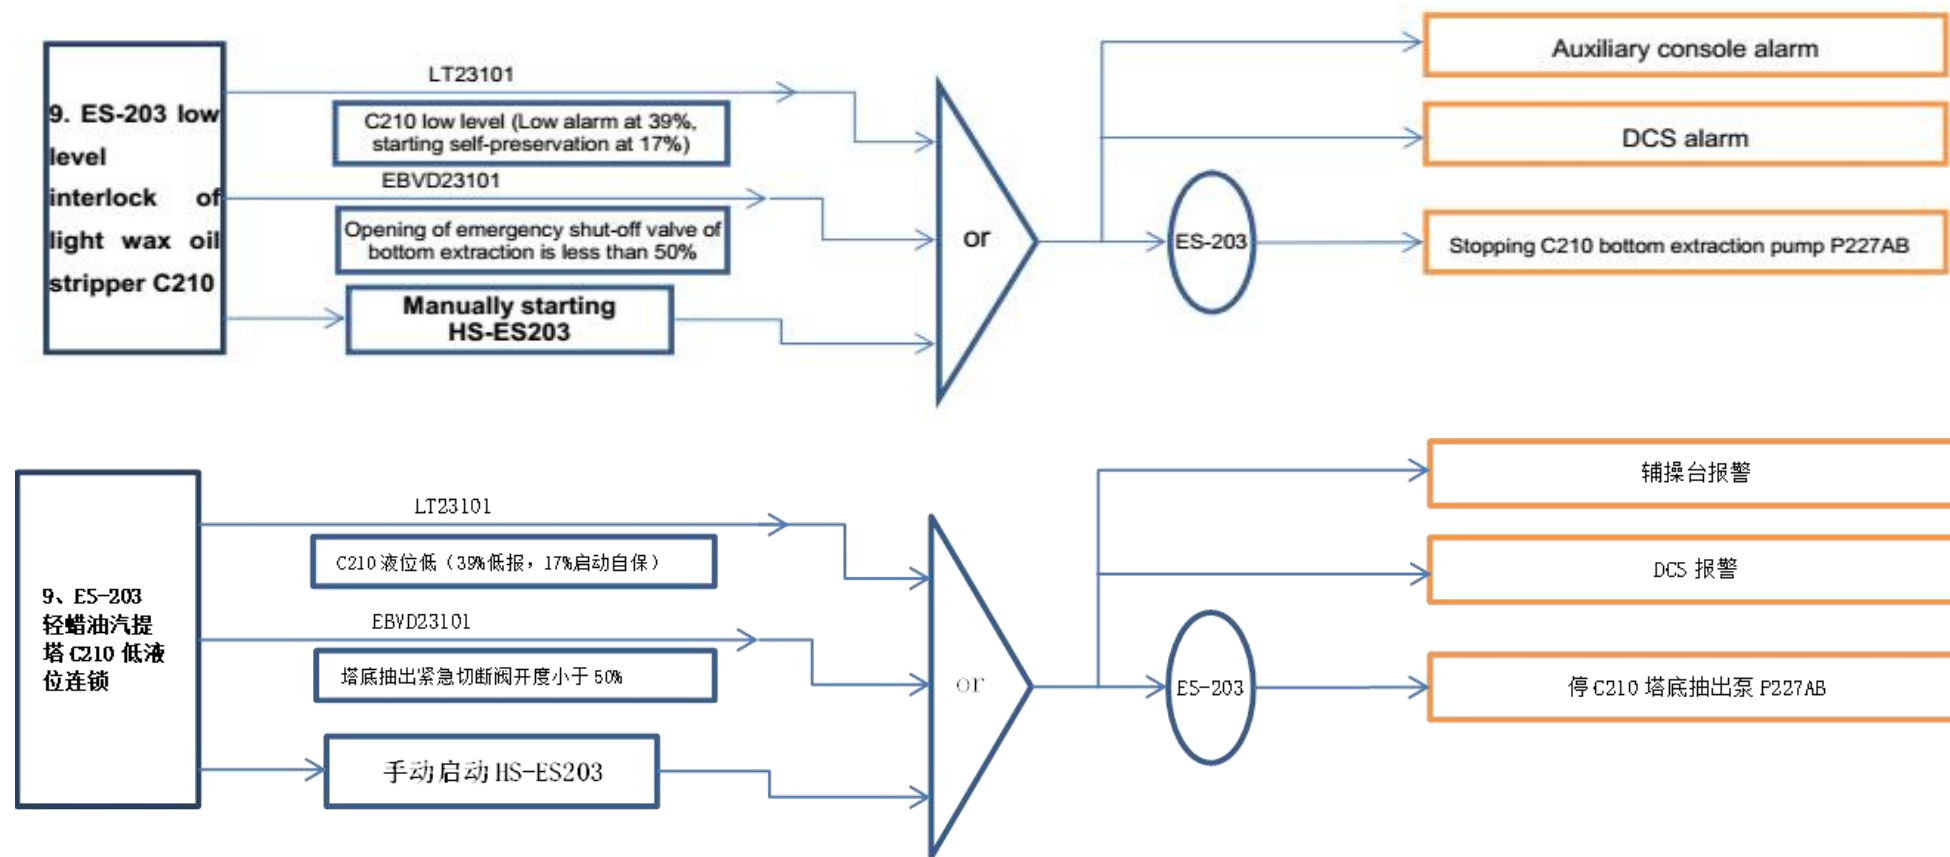 9. ES-203 low
level
interlock of
light wax oil
stripper C210
LT23101
C210 low level (Low alarm at 39%,
starting self-preservation at 17%)
EBVD23101
Opening of emergency shut-off valve of
bottom extraction is less than 50%
Manually starting
HS-ES203
or
ES-203
Auxiliary console alarm
DCS alarm
Stopping C210 bottom extraction pump P227AB
9、ES-203
轻蜡油汽提
塔 C210 低液
位连锁
LT23101
C210 液位低（39%低报，17%启动自保）
EBVD23101
塔底抽出紧急切断阀开度小于 50%
手动启动 HS-ES203
or
ES-203
辅操台报警
DCS 报警
停 C210 塔底抽出泵 P227AB